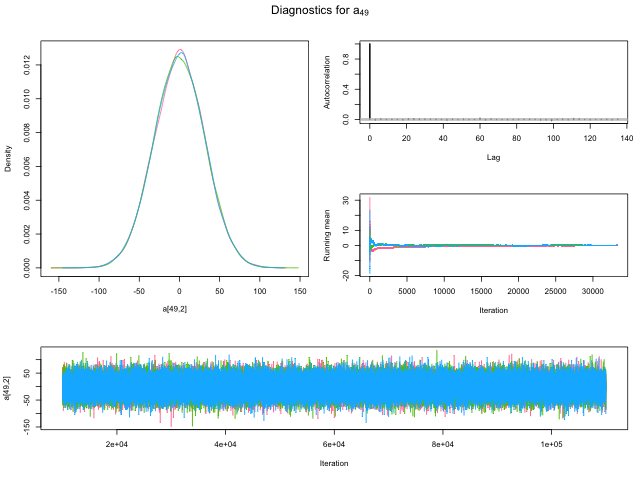 Diagnostics for a49
Density
0.000 0.002 0.004 0.006 0.008 0.010 0.012
-150 -100 -50 0 50 100 150
a[49,2]
Autocorrelation
0.0 0.4 0.8
0 20 40 60 80 100 120 140
Lag
Running mean
-20 0 10 30
0 5000 10000 15000 20000 25000 30000
Iteration
a[49,2]
-150 -50 50
2e+04 4e+04 6e+04 8e+04 1e+05
Iteration